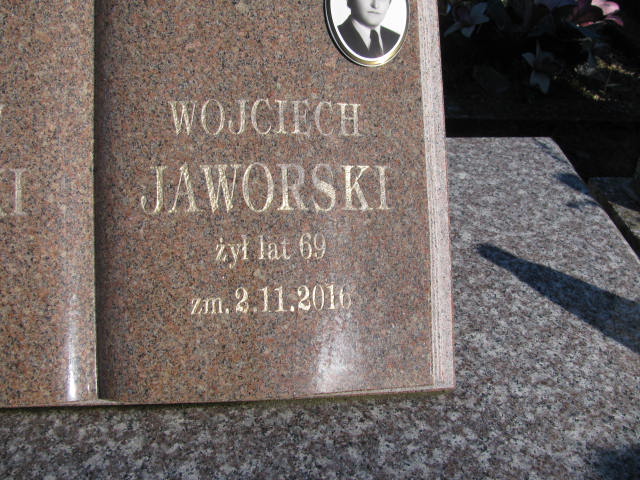 WOJCIECH
JAWORSKI
żył lat 69
zm. 2.11.2016